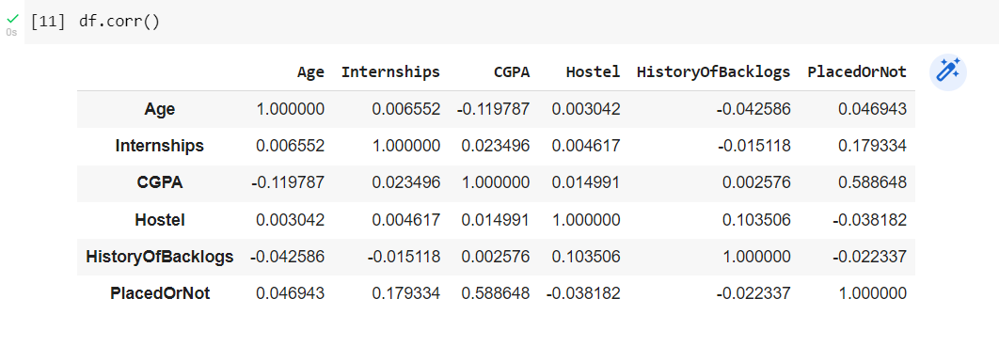 [11] df.corr()
0s
Age Internships CGPA Hostel HistoryOfBacklogs PlacedOrNot
Age 1.000000 0.006552 -0.119787 0.003042 -0.042586 0.046943
Internships 0.006552 1.000000 0.023496 0.004617 -0.015118 0.179334
CGPA -0.119787 0.023496 1.000000 0.014991 0.002576 0.588648
Hostel 0.003042 0.004617 0.014991 1.000000 0.103506 -0.038182
HistoryOfBacklogs -0.042586 -0.015118 0.002576 0.103506 1.000000 -0.022337
PlacedOrNot 0.046943 0.179334 0.588648 -0.038182 -0.022337 1.000000